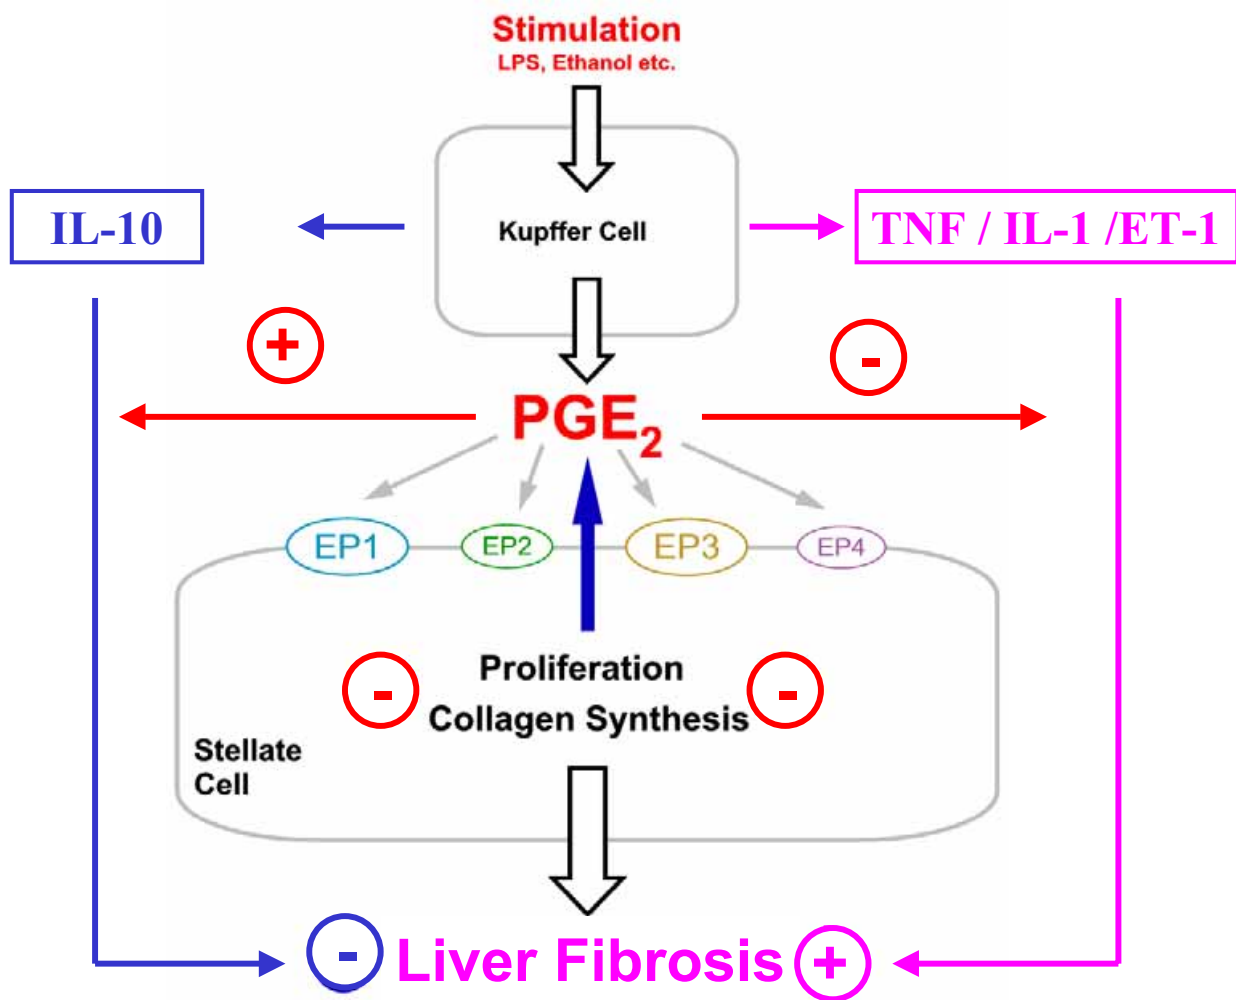 Stimulation
LPS, Ethanol etc.
IL-10
Kupffer Cell
TNF / IL-1 /ET-1
+
-
PGE₂
EP1
EP2
EP3
EP4
Proliferation
-
-
Collagen Synthesis
Stellate
Cell
- Liver Fibrosis +